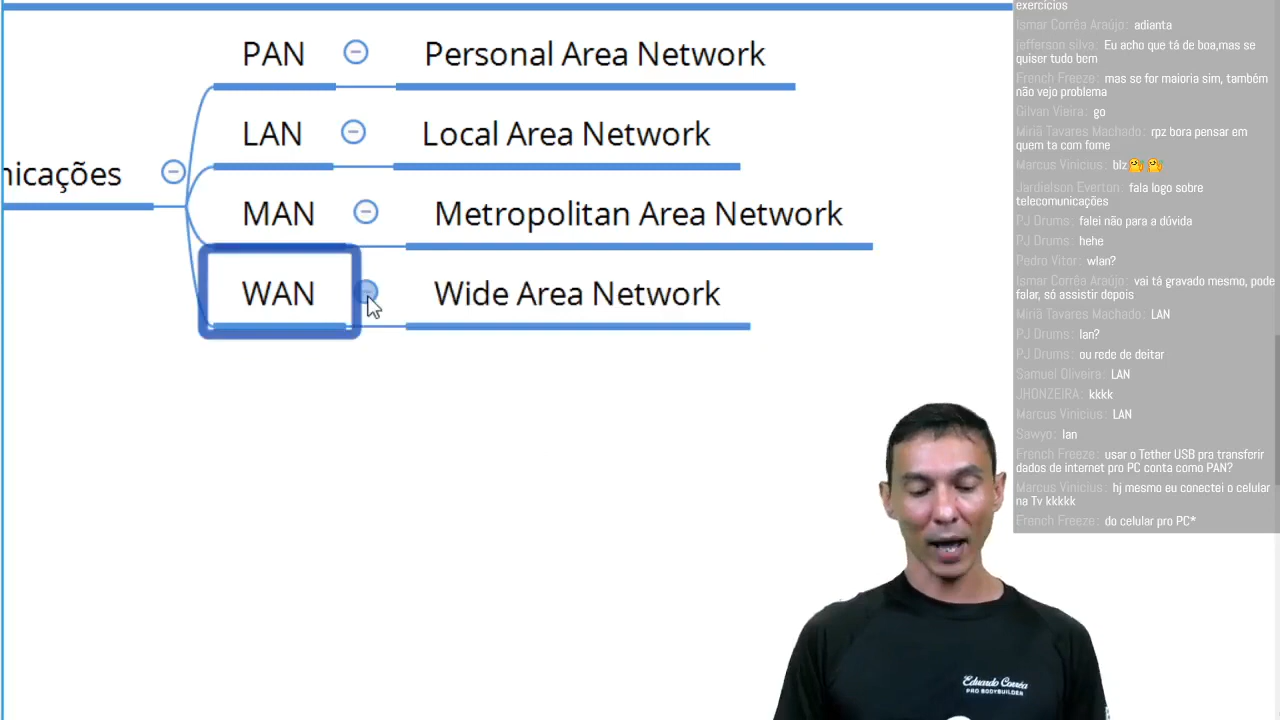 PAN
Personal Area Network
LAN
Local Area Network
nicações
MAN
Metropolitan Area Network
WAN
Wide Area Network
exercícios
Ismar Corrêa Araújo: adianta
jefferson silva: Eu acho que tá de boa,mas se
quiser tudo bem
French Freeze: mas se for maioria sim, também
não vejo problema
Gilvan Vieira: go
Miriã Tavares Machado: rpz bora pensar em
quem ta com fome
Marcus Vinicius: blz
Jardielson Everton: fala logo sobre
telecomunicações
PJ Drums: falei não para a dúvida
PJ Drums: hehe
Pedro Vitor: wlan?
Ismar Corrêa Araújo: vai tá gravado mesmo, pode
falar, só assistir depois
Miriã Tavares Machado: LAN
PJ Drums: lan?
PJ Drums: ou rede de deitar
Samuel Oliveira: LAN
JHONZEIRA: kkkk
Marcus Vinicius: LAN
Sawyo: lan
French Freeze: usar o Tether USB pra transferir
dados de internet pro PC conta como PAN?
Marcus Vinicius: hj mesmo eu conectei o celular
na Tv kkkkk
French Freeze: do celular pro PC*
Eduardo Corrêa
PRO BODYBUILDER